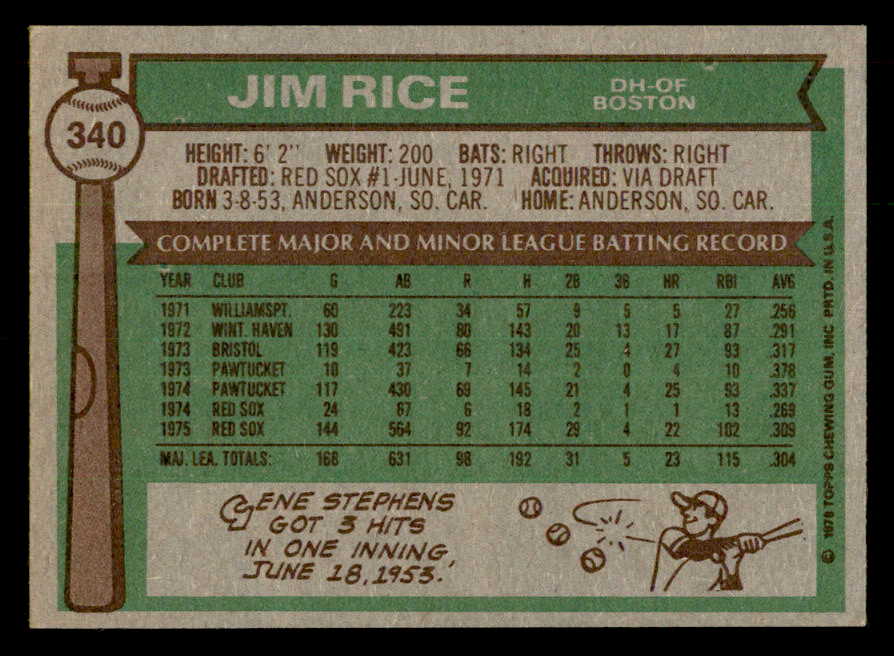 JIM RICE
DH-OF
BOSTON
340
HEIGHT: 6' 2" WEIGHT: 200 BATS: RIGHT THROWS: RIGHT
DRAFTED: RED SOX #1-JUNE, 1971 ACQUIRED: VIA DRAFT
BORN 3-8-53, ANDERSON, SO. CAR. HOME: ANDERSON, SO. CAR.
COMPLETE MAJOR AND MINOR LEAGUE BATTING RECORD
YEAR CLUB G AB R H 2B 3B HR RBI AVG
1971 WILLIAMSPT. 60 223 34 57 9 5 5 27 .256
1972 WINT. HAVEN 130 491 80 143 20 13 17 87 .291
1973 BRISTOL 119 423 66 134 25 4 27 93 .317
1973 PAWTUCKET 10 37 7 14 2 0 4 10 .378
1974 PAWTUCKET 117 430 69 145 21 4 25 93 .337
1974 RED SOX 24 67 6 18 2 1 1 13 .269
1975 RED SOX 144 564 92 174 29 4 22 102 .309
MAJ. LEA. TOTALS: 168 631 98 192 31 5 23 115 .304
GENE STEPHENS
GOT 3 HITS
IN ONE INNING,
JUNE 18, 1953.
© 1976 TOPPS CHEWING GUM, INC. PRTD. IN U.S.A.